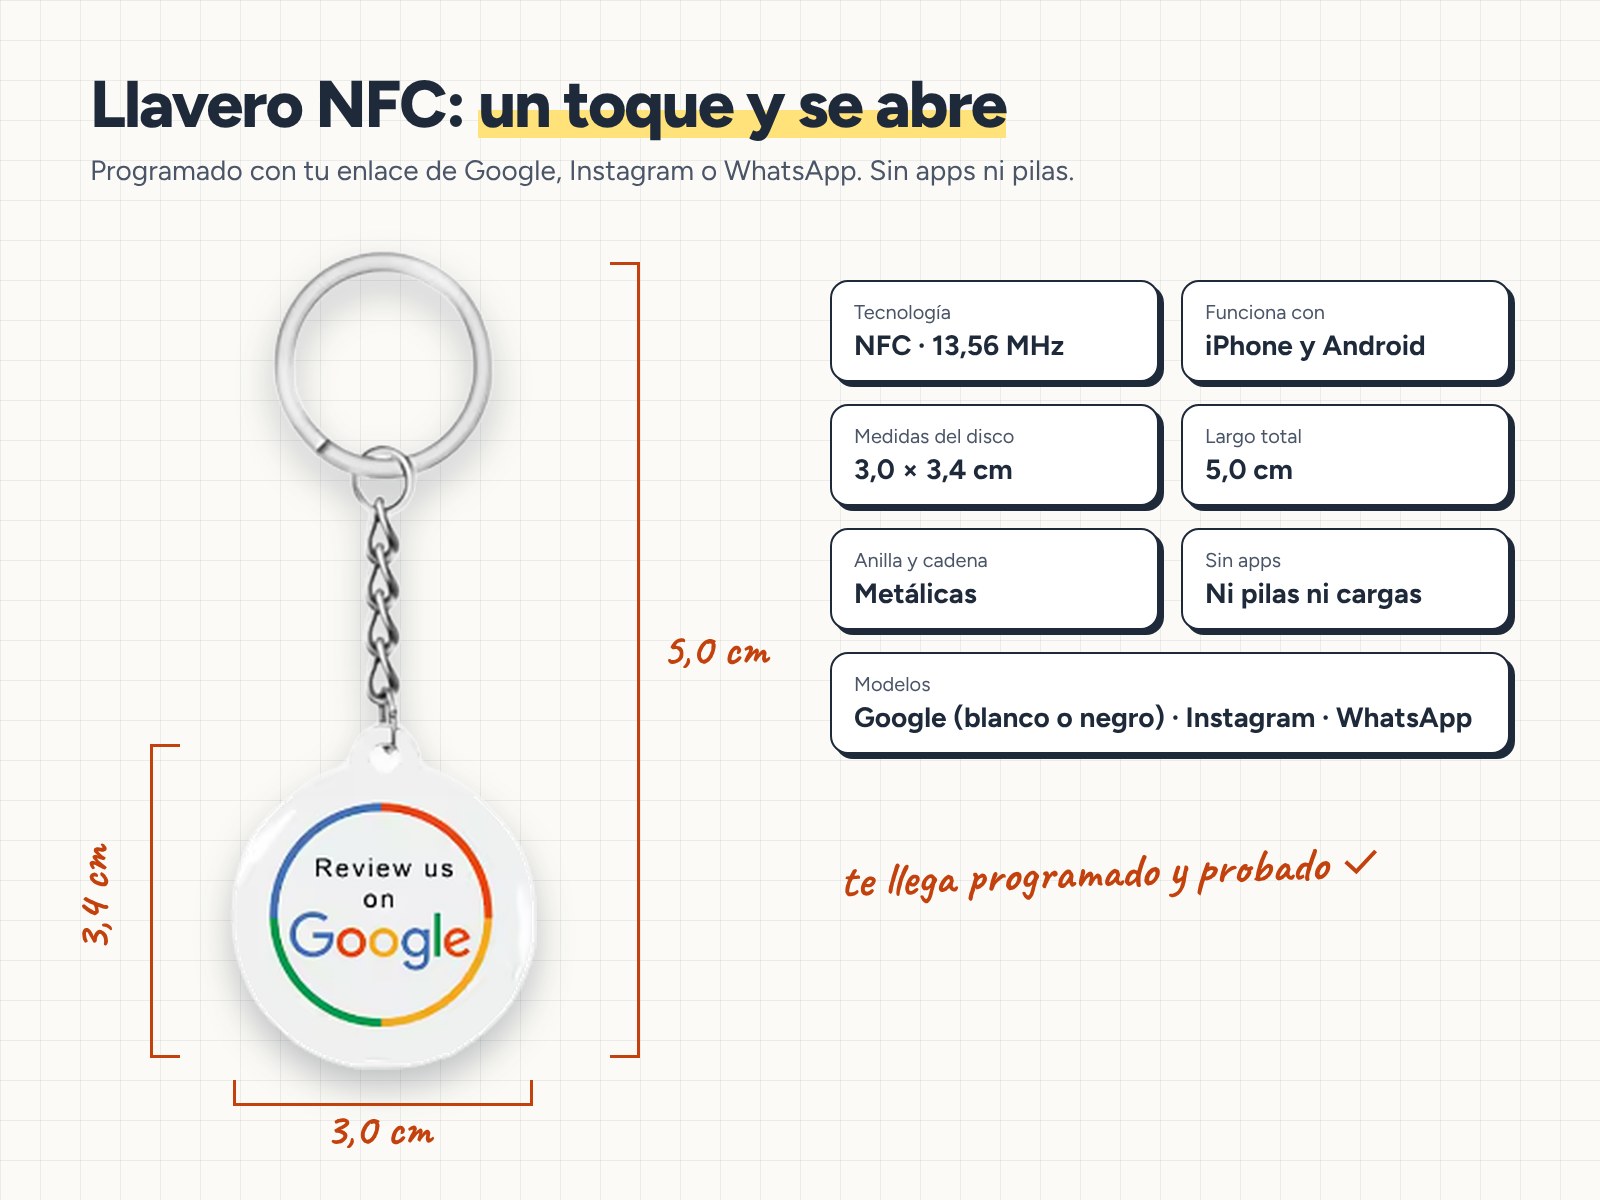 Llavero NFC: un toque y se abre
Programado con tu enlace de Google, Instagram o WhatsApp. Sin apps ni pilas.
Tecnología
NFC · 13,56 MHz
Funciona con
iPhone y Android
Medidas del disco
3,0 × 3,4 cm
Largo total
5,0 cm
Anilla y cadena
Metálicas
Sin apps
Ni pilas ni cargas
Modelos
Google (blanco o negro) · Instagram · WhatsApp
5,0 cm
3,4 cm
Review us
on
Google
3,0 cm
te llega programado y probado ✓